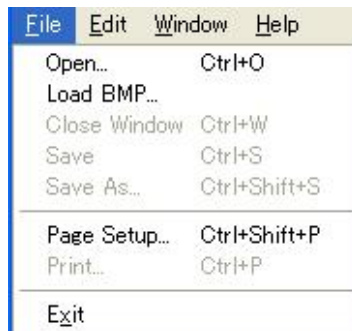 File Edit Window Help
Open... Ctrl+O
Load BMP...
Close Window Ctrl+W
Save Ctrl+S
Save As... Ctrl+Shift+S
Page Setup... Ctrl+Shift+P
Print... Ctrl+P
Exit